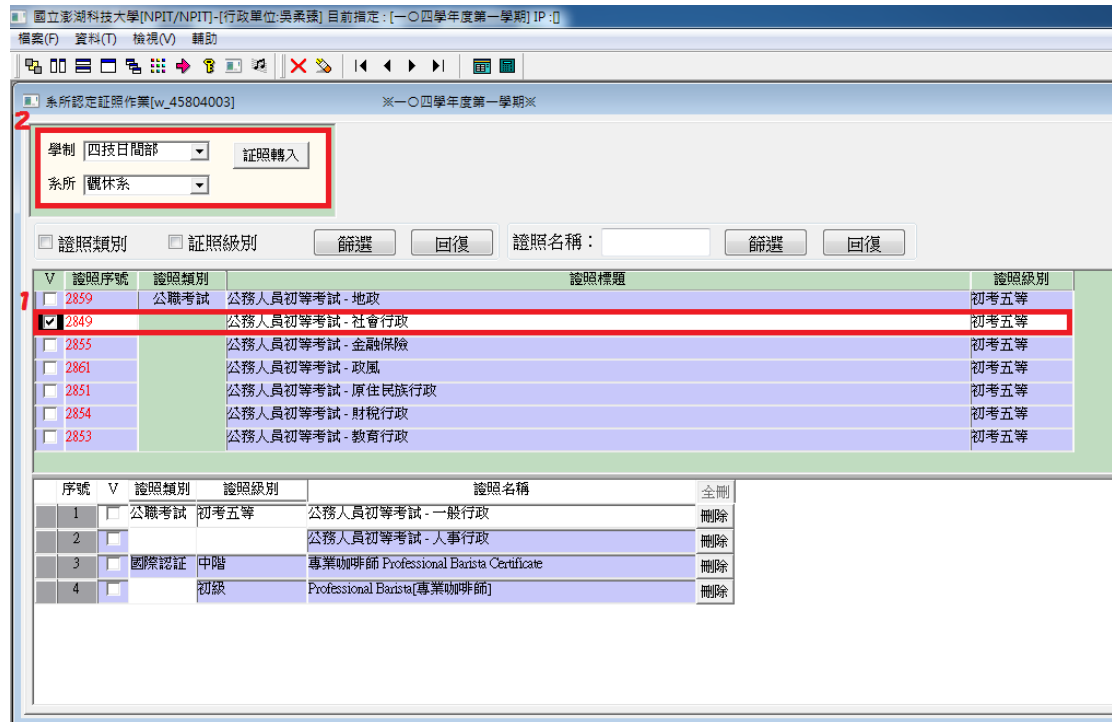 國立澎湖科技大學[NPIT/NPIT]-[行政單位:吳柔臻] 目前指定 : [一○四學年度第一學期] IP :[]
檔案(F) 資料(T) 檢視(V) 輔助
系所認定証照作業[w_45804003] ※一○四學年度第一學期※
2
學制 四技日間部 証照轉入
系所 觀休系
證照類別 証照級別 篩選 回復 證照名稱： 篩選 回復
V 證照序號 證照類別 證照標題 證照級別
1 2859 公職考試 公務人員初等考試 - 地政 初考五等
2849 公務人員初等考試 - 社會行政 初考五等
2855 公務人員初等考試 - 金融保險 初考五等
2861 公務人員初等考試 - 政風 初考五等
2851 公務人員初等考試 - 原住民族行政 初考五等
2854 公務人員初等考試 - 財稅行政 初考五等
2853 公務人員初等考試 - 教育行政 初考五等
序號 V 證照類別 證照級別 證照名稱 全刪
1 公職考試 初考五等 公務人員初等考試 - 一般行政 刪除
2 公務人員初等考試 - 人事行政 刪除
3 國際認証 中階 專業咖啡師 Professional Barista Certificate 刪除
4 初級 Professional Barista[專業咖啡師] 刪除